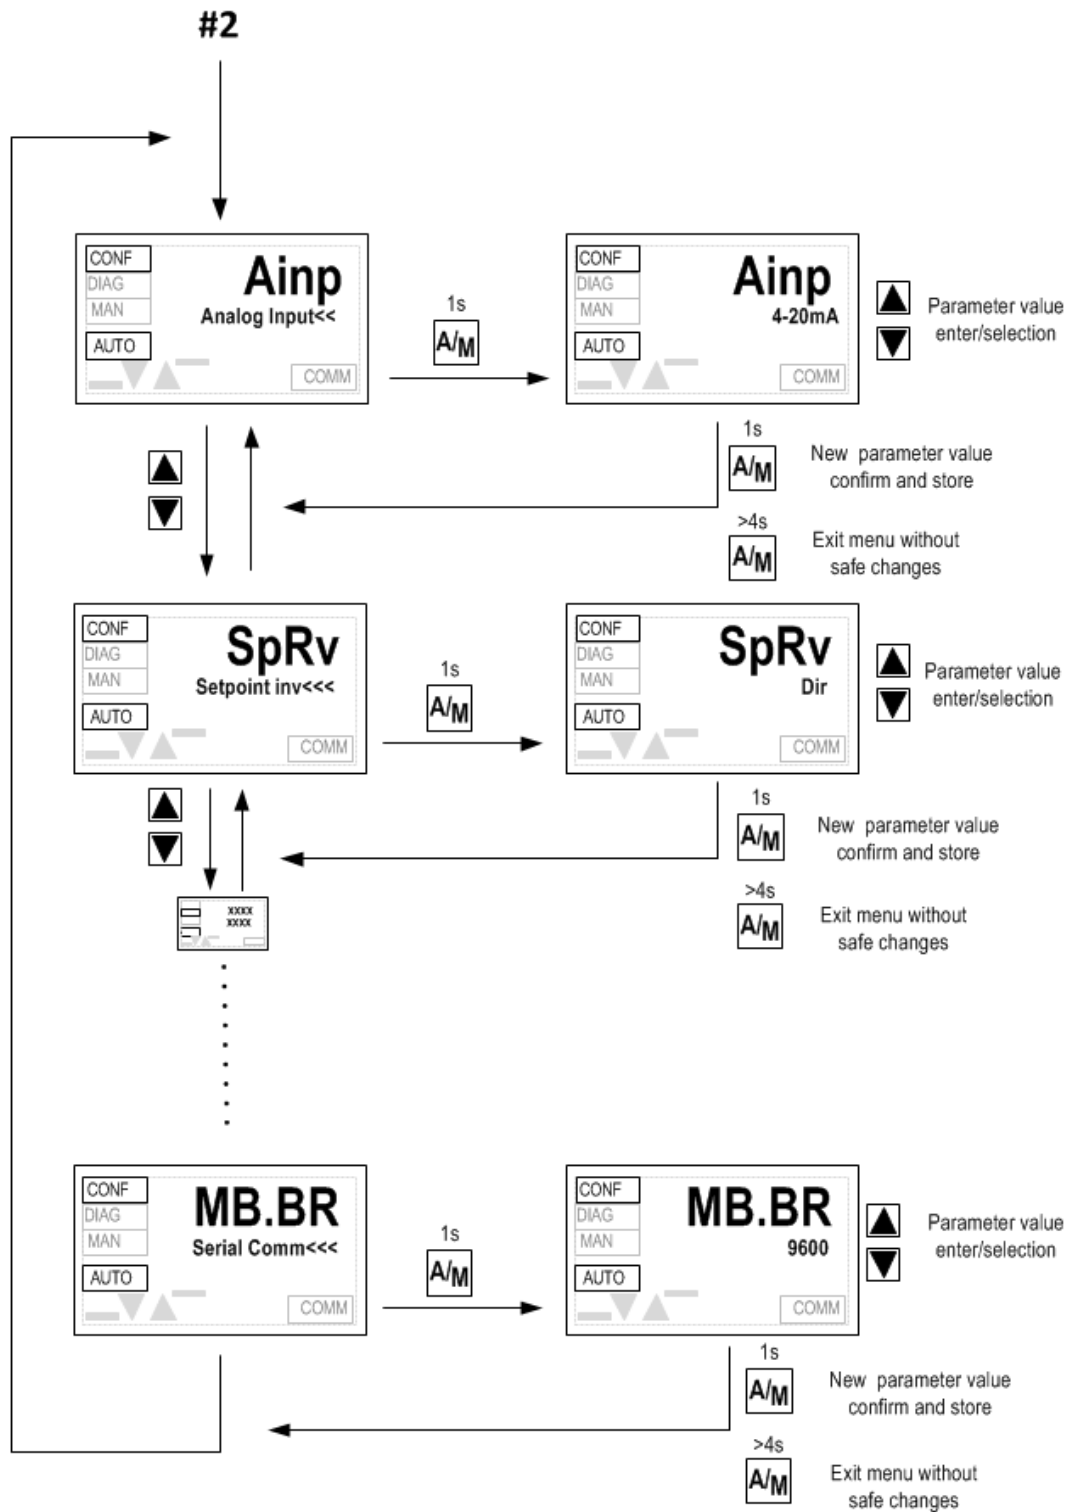 #2
CONF
DIAG
MAN
AUTO
Ainp
Analog Input<<
COMM
1s
A/M
CONF
DIAG
MAN
AUTO
Ainp
4-20mA
COMM
Parameter value
enter/selection
1s
A/M
New parameter value
confirm and store
>4s
A/M
Exit menu without
safe changes
CONF
DIAG
MAN
AUTO
SpRv
Setpoint inv<<<
COMM
1s
A/M
CONF
DIAG
MAN
AUTO
SpRv
Dir
COMM
Parameter value
enter/selection
1s
A/M
New parameter value
confirm and store
>4s
A/M
Exit menu without
safe changes
xxxx
xxxx
CONF
DIAG
MAN
AUTO
MB.BR
Serial Comm<<<
COMM
1s
A/M
CONF
DIAG
MAN
AUTO
MB.BR
9600
COMM
Parameter value
enter/selection
1s
A/M
New parameter value
confirm and store
>4s
A/M
Exit menu without
safe changes